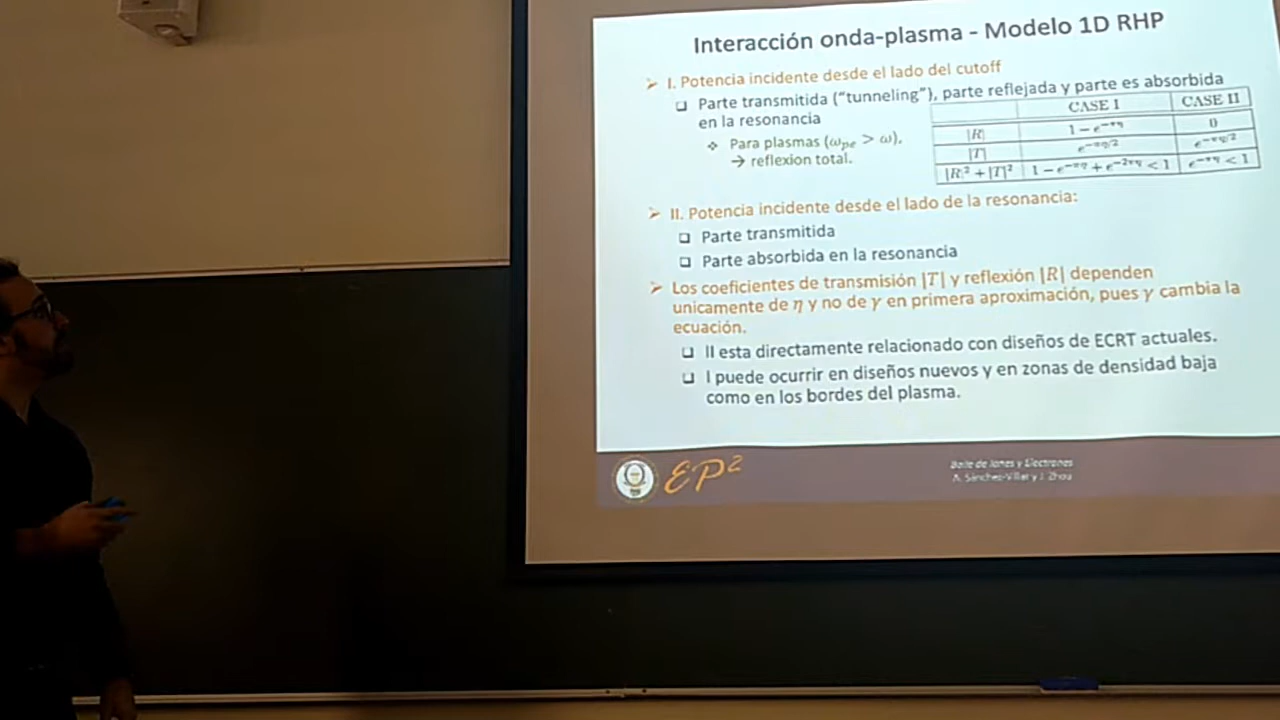 Interacción onda-plasma - Modelo 1D RHP
➢ I. Potencia incidente desde el lado del cutoff
❑ Parte transmitida ("tunneling"), parte reflejada y parte es absorbida
en la resonancia
❖ Para plasmas (ω_pe > ω),
→ reflexion total.
CASE I CASE II
|R| 1 − e^{−πη} 0
|T| e^{−πη/2} e^{−πη/2}
|R|² + |T|² 1 − e^{−πη} + e^{−2πη} < 1 e^{−πη} < 1
➢ II. Potencia incidente desde el lado de la resonancia:
❑ Parte transmitida
❑ Parte absorbida en la resonancia
➢ Los coeficientes de transmisión |T| y reflexión |R| dependen
unicamente de η y no de γ en primera aproximación, pues γ cambia la
ecuación.
❑ II esta directamente relacionado con diseños de ECRT actuales.
❑ I puede ocurrir en diseños nuevos y en zonas de densidad baja
como en los bordes del plasma.
EP²
Baile de Iones y Electrones
A. Sánchez-Villar y J. Zhou